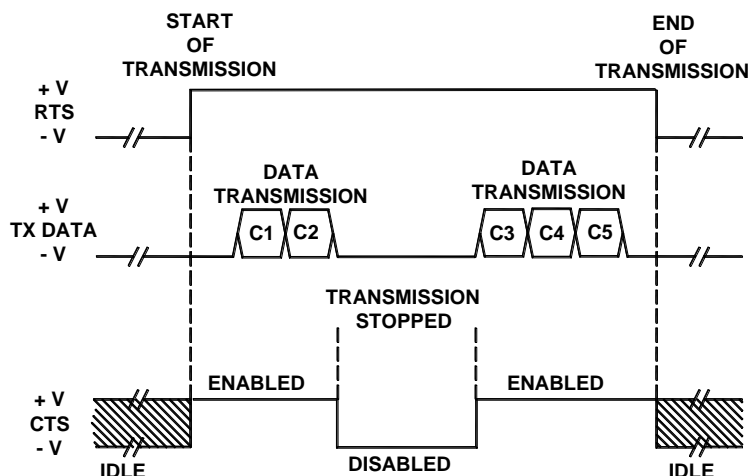 START
OF
TRANSMISSION
END
OF
TRANSMISSION
+ V
RTS
- V
DATA
TRANSMISSION
DATA
TRANSMISSION
+ V
TX DATA
- V
C1 C2 C3 C4 C5
TRANSMISSION
STOPPED
ENABLED ENABLED
+ V
CTS
- V
IDLE DISABLED IDLE